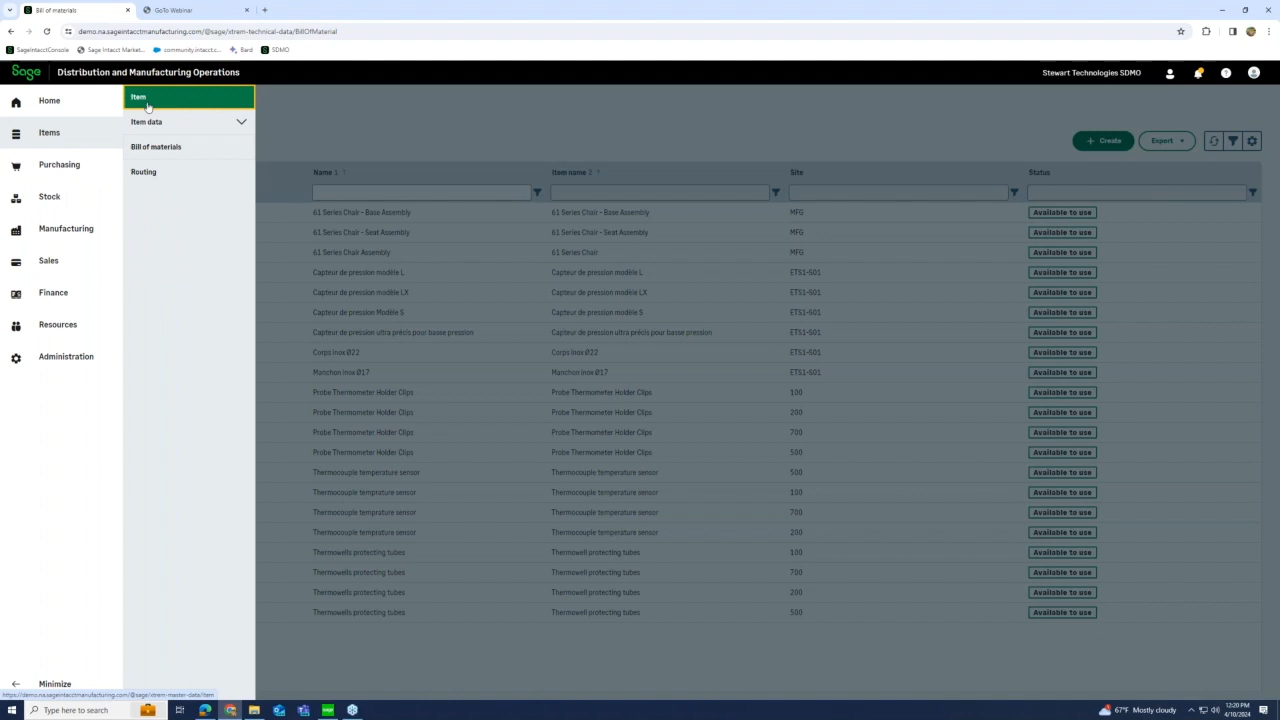 Bill of materials
GoTo Webinar
demo.na.sageintacctmanufacturing.com/@sage/xtrem-technical-data/BillOfMaterial
SageIntacctConsole
Sage Intacct Market...
community.intacct.c...
Bard
SDMO
Sage
Distribution and Manufacturing Operations
Stewart Technologies SDMO
Home
Items
Purchasing
Stock
Manufacturing
Sales
Finance
Resources
Administration
Minimize
Item
Item data
Bill of materials
Routing
Create
Export
Name 1 Item name 2 Site Status
61 Series Chair - Base Assembly 61 Series Chair - Base Assembly MFG Available to use
61 Series Chair - Seat Assembly 61 Series Chair - Seat Assembly MFG Available to use
61 Series Chair Assembly 61 Series Chair MFG Available to use
Capteur de pression modèle L Capteur de pression modèle L ETS1-S01 Available to use
Capteur de pression modèle LX Capteur de pression modèle LX ETS1-S01 Available to use
Capteur de pression Modèle S Capteur de pression modèle S ETS1-S01 Available to use
Capteur de pression ultra précis pour basse pression Capteur de pression ultra précis pour basse pression ETS1-S01 Available to use
Corps inox Ø22 Corps inox Ø22 ETS1-S01 Available to use
Manchon inox Ø17 Manchon inox Ø17 ETS1-S01 Available to use
Probe Thermometer Holder Clips Probe Thermometer Holder Clips 100 Available to use
Probe Thermometer Holder Clips Probe Thermometer Holder Clips 200 Available to use
Probe Thermometer Holder Clips Probe Thermometer Holder Clips 700 Available to use
Probe Thermometer Holder Clips Probe Thermometer Holder Clips 500 Available to use
Thermocouple temperature sensor Thermocouple temperature sensor 500 Available to use
Thermocouple temprature sensor Thermocouple temperature sensor 100 Available to use
Thermocouple temprature sensor Thermocouple temperature sensor 700 Available to use
Thermocouple temprature sensor Thermocouple temperature sensor 200 Available to use
Thermowells protecting tubes Thermowell protecting tubes 100 Available to use
Thermowells protecting tubes Thermowell protecting tubes 700 Available to use
Thermowells protecting tubes Thermowell protecting tubes 200 Available to use
Thermowells protecting tubes Thermowell protecting tubes 500 Available to use
https://demo.na.sageintacctmanufacturing.com/@sage/xtrem-master-data/Item
Type here to search
67°F Mostly cloudy
12:20 PM
4/10/2024